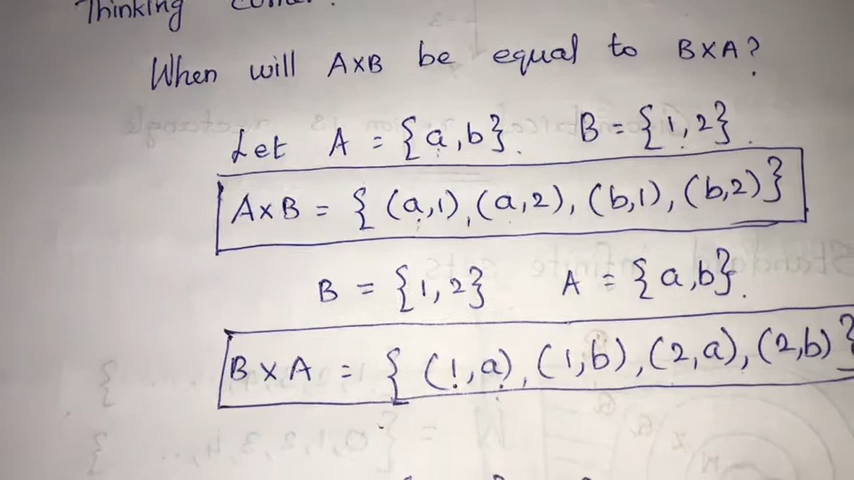 Thinking Corner.
When will A×B be equal to B×A?
Let A = {a,b}. B = {1,2}.
A×B = {(a,1),(a,2),(b,1),(b,2)}
B = {1,2} A = {a,b}.
B×A = {(1,a),(1,b),(2,a),(2,b)}